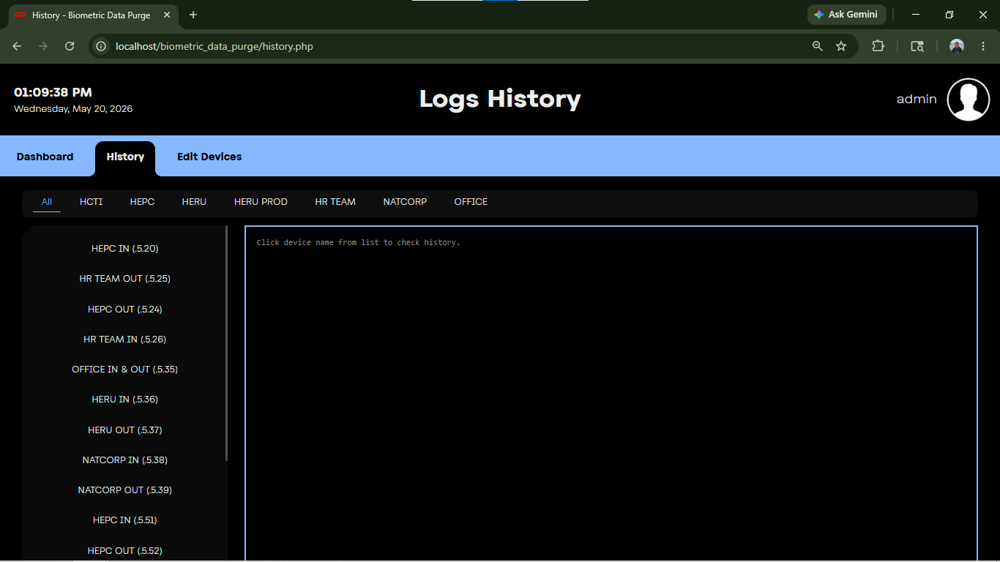 History - Biometric Data Purge
Ask Gemini
localhost/biometric_data_purge/history.php
01:09:38 PM
Wednesday, May 20, 2026
Logs History
admin
Dashboard
History
Edit Devices
All
HCTI
HEPC
HERU
HERU PROD
HR TEAM
NATCORP
OFFICE
HEPC IN (.5.20)
HR TEAM OUT (.5.25)
HEPC OUT (.5.24)
HR TEAM IN (.5.26)
OFFICE IN & OUT (.5.35)
HERU IN (.5.36)
HERU OUT (.5.37)
NATCORP IN (.5.38)
NATCORP OUT (.5.39)
HEPC IN (.5.51)
HEPC OUT (.5.52)
Click device name from list to check history.